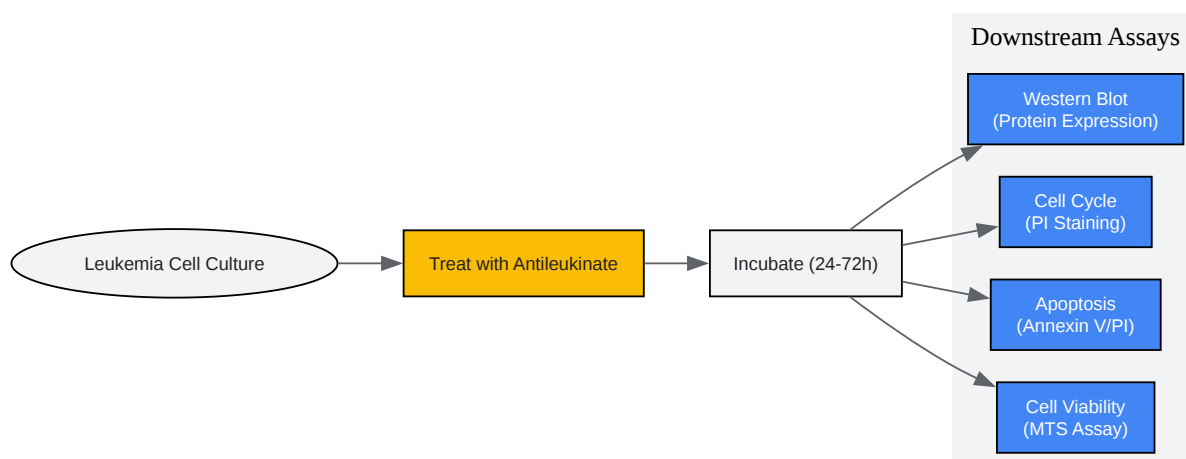 Downstream Assays
Western Blot
(Protein Expression)
Cell Cycle
(PI Staining)
Leukemia Cell Culture
Treat with Antileukinate
Incubate (24-72h)
Apoptosis
(Annexin V/PI)
Cell Viability
(MTS Assay)